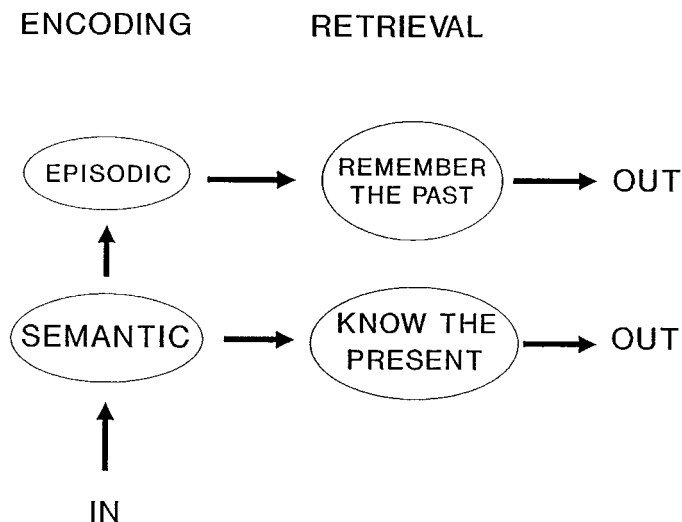 ENCODING RETRIEVAL
EPISODIC
REMEMBER
THE PAST
OUT
SEMANTIC
KNOW THE
PRESENT
OUT
IN